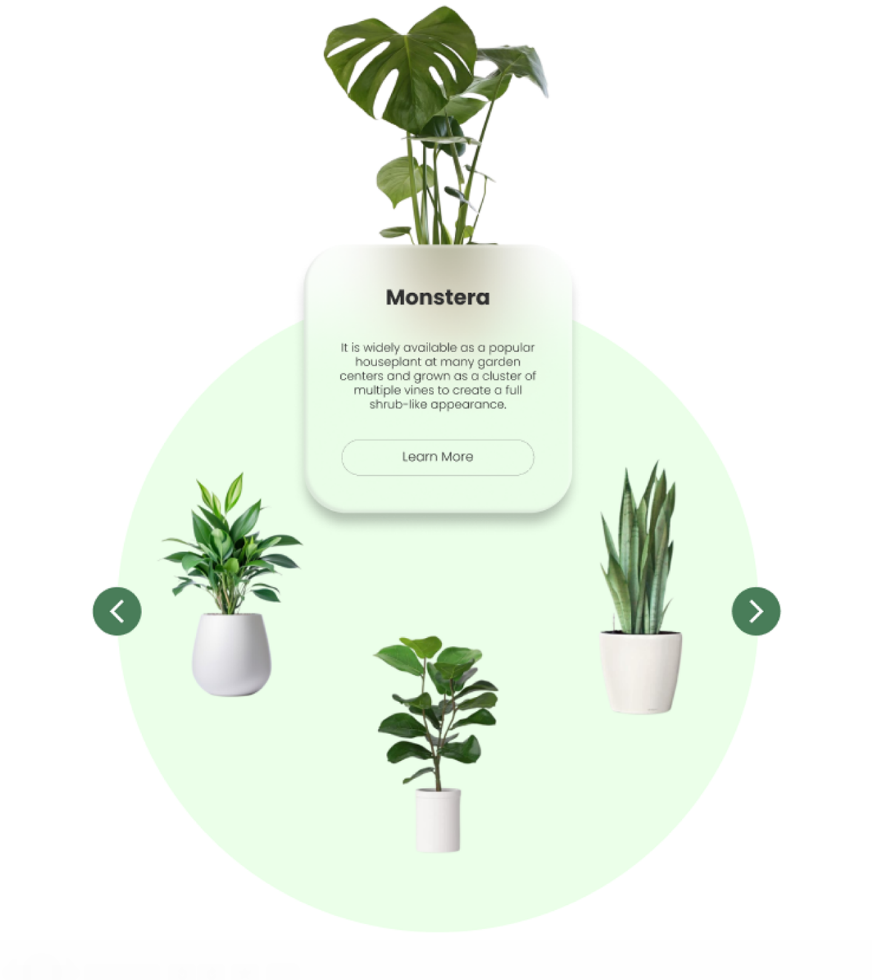 Monstera
It is widely available as a popular
houseplant at many garden
centers and grown as a cluster of
multiple vines to create a full
shrub-like appearance.
Learn More